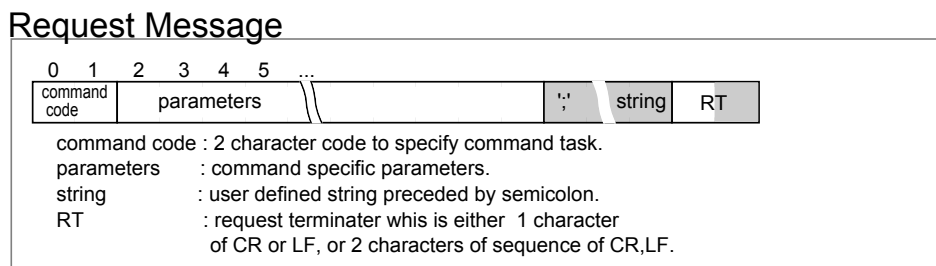 Request Message
0 1 2 3 4 5 ...
command code parameters ';' string RT
command code : 2 character code to specify command task.
parameters : command specific parameters.
string : user defined string preceded by semicolon.
RT : request terminater whis is either 1 character
of CR or LF, or 2 characters of sequence of CR,LF.